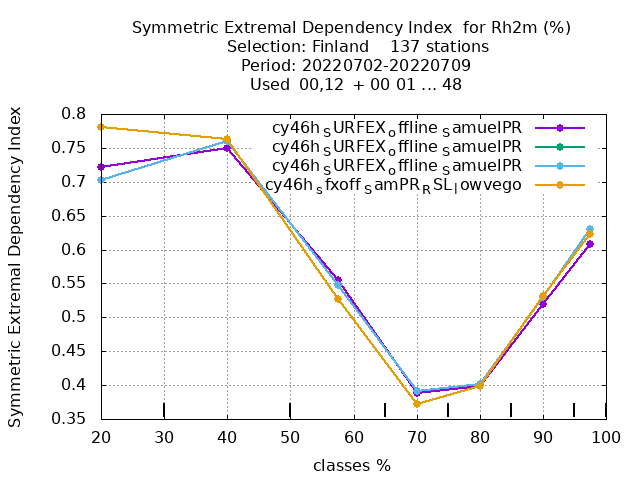 Symmetric Extremal Dependency Index for Rh2m (%)
Selection: Finland 137 stations
Period: 20220702-20220709
Used 00,12 + 00 01 ... 48
Symmetric Extremal Dependency Index
0.8
0.75
0.7
0.65
0.6
0.55
0.5
0.45
0.4
0.35
cy46h_SURFEX_offline_SamuelPR
cy46h_SURFEX_offline_SamuelPR
cy46h_SURFEX_offline_SamuelPR
cy46h_sfxoff_SamPR_RSL_lowvego
20 30 40 50 60 70 80 90 100
classes %